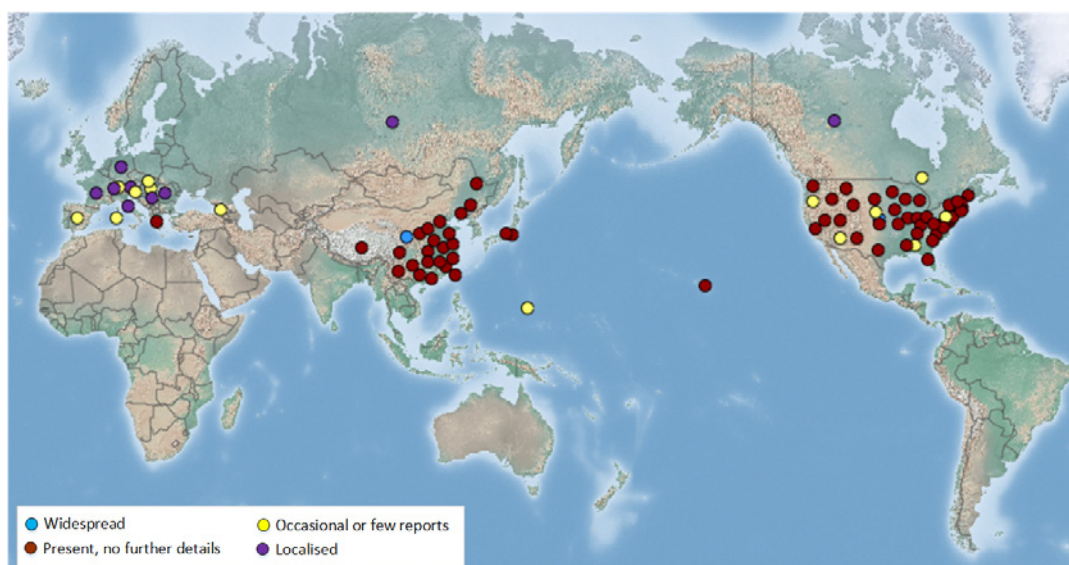 Widespread
Occasional or few reports
Present, no further details
Localised